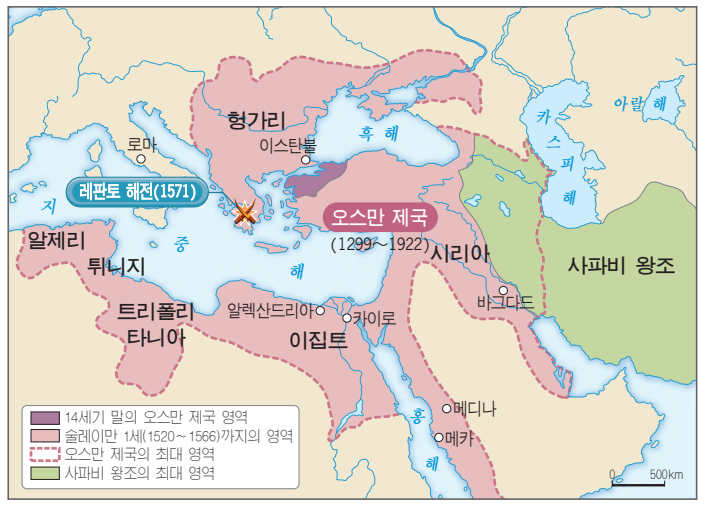 아랄 해
카스피 해
헝가리
흑 해
로마
이스탄불
레판토 해전(1571)
지 중 해
오스만 제국
(1299～1922)
알제리
튀니지
시리아
사파비 왕조
바그다드
트리폴리
타니아
알렉산드리아
카이로
이집트
홍 해
메디나
메카
14세기 말의 오스만 제국 영역
술레이만 1세(1520～1566)까지의 영역
오스만 제국의 최대 영역
사파비 왕조의 최대 영역
0 500km